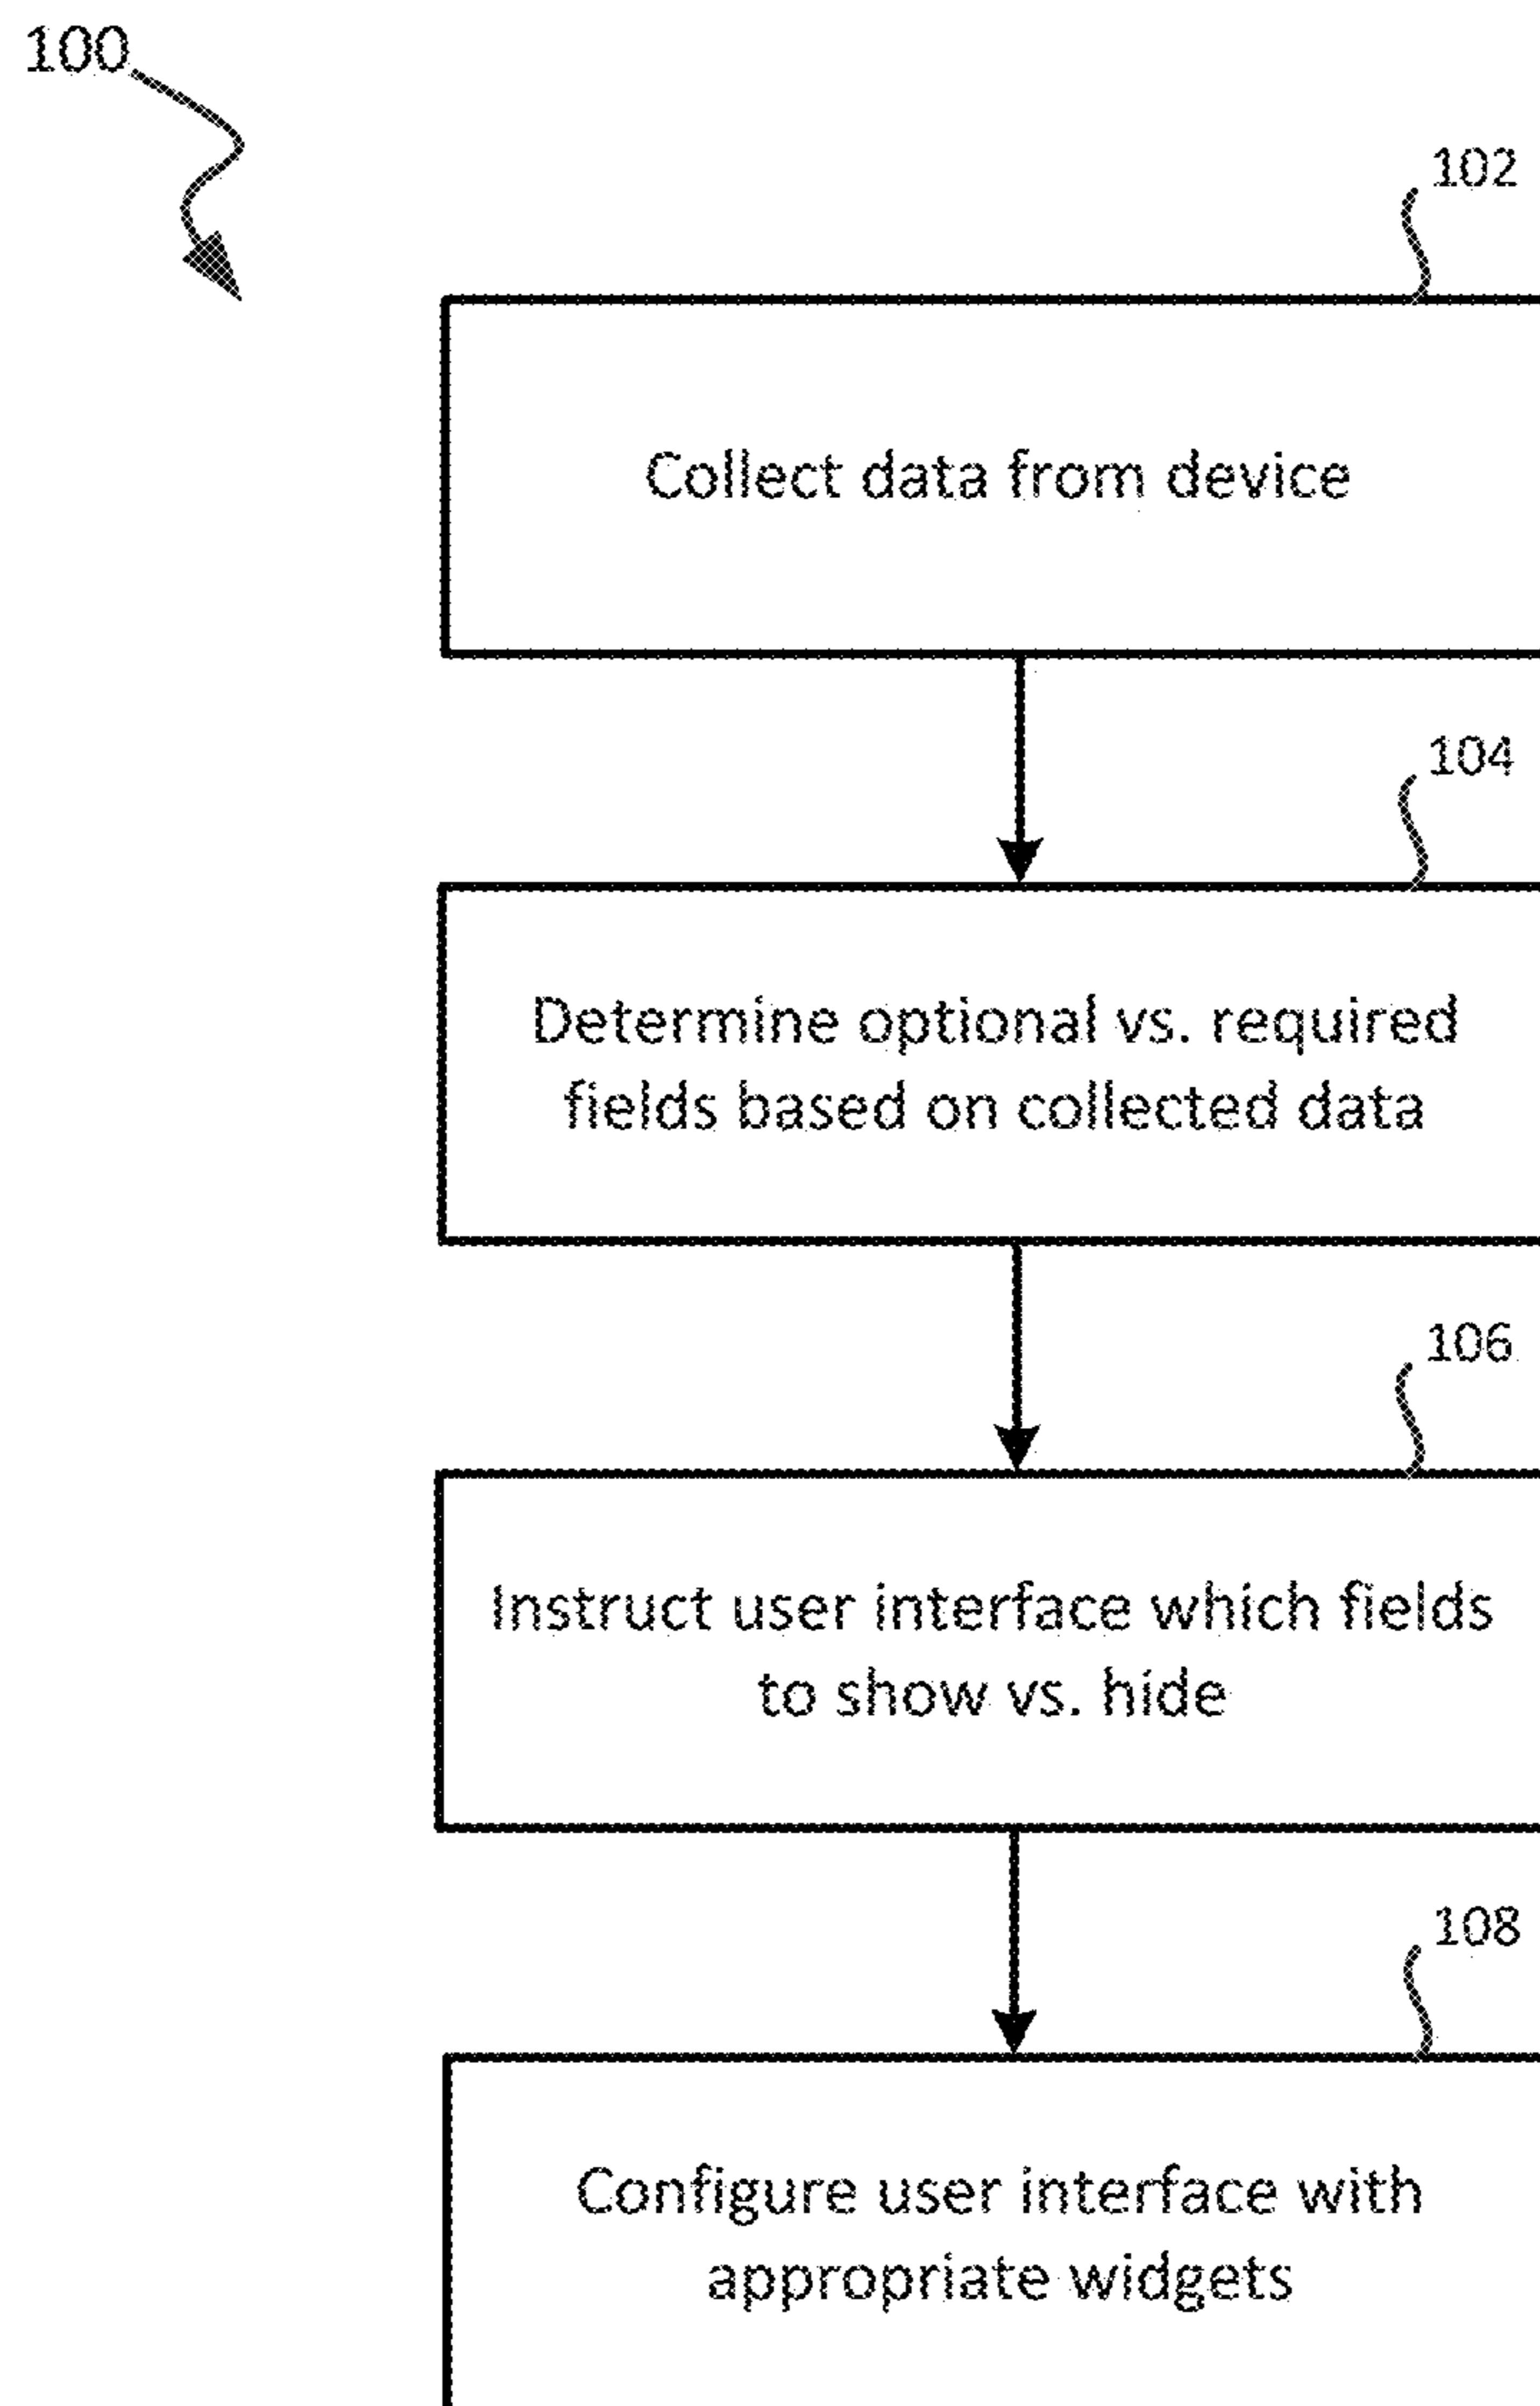 100
102
Collect data from device
104
Determine optional vs. required
fields based on collected data
106
Instruct user interface which fields
to show vs. hide
108
Configure user interface with
appropriate widgets